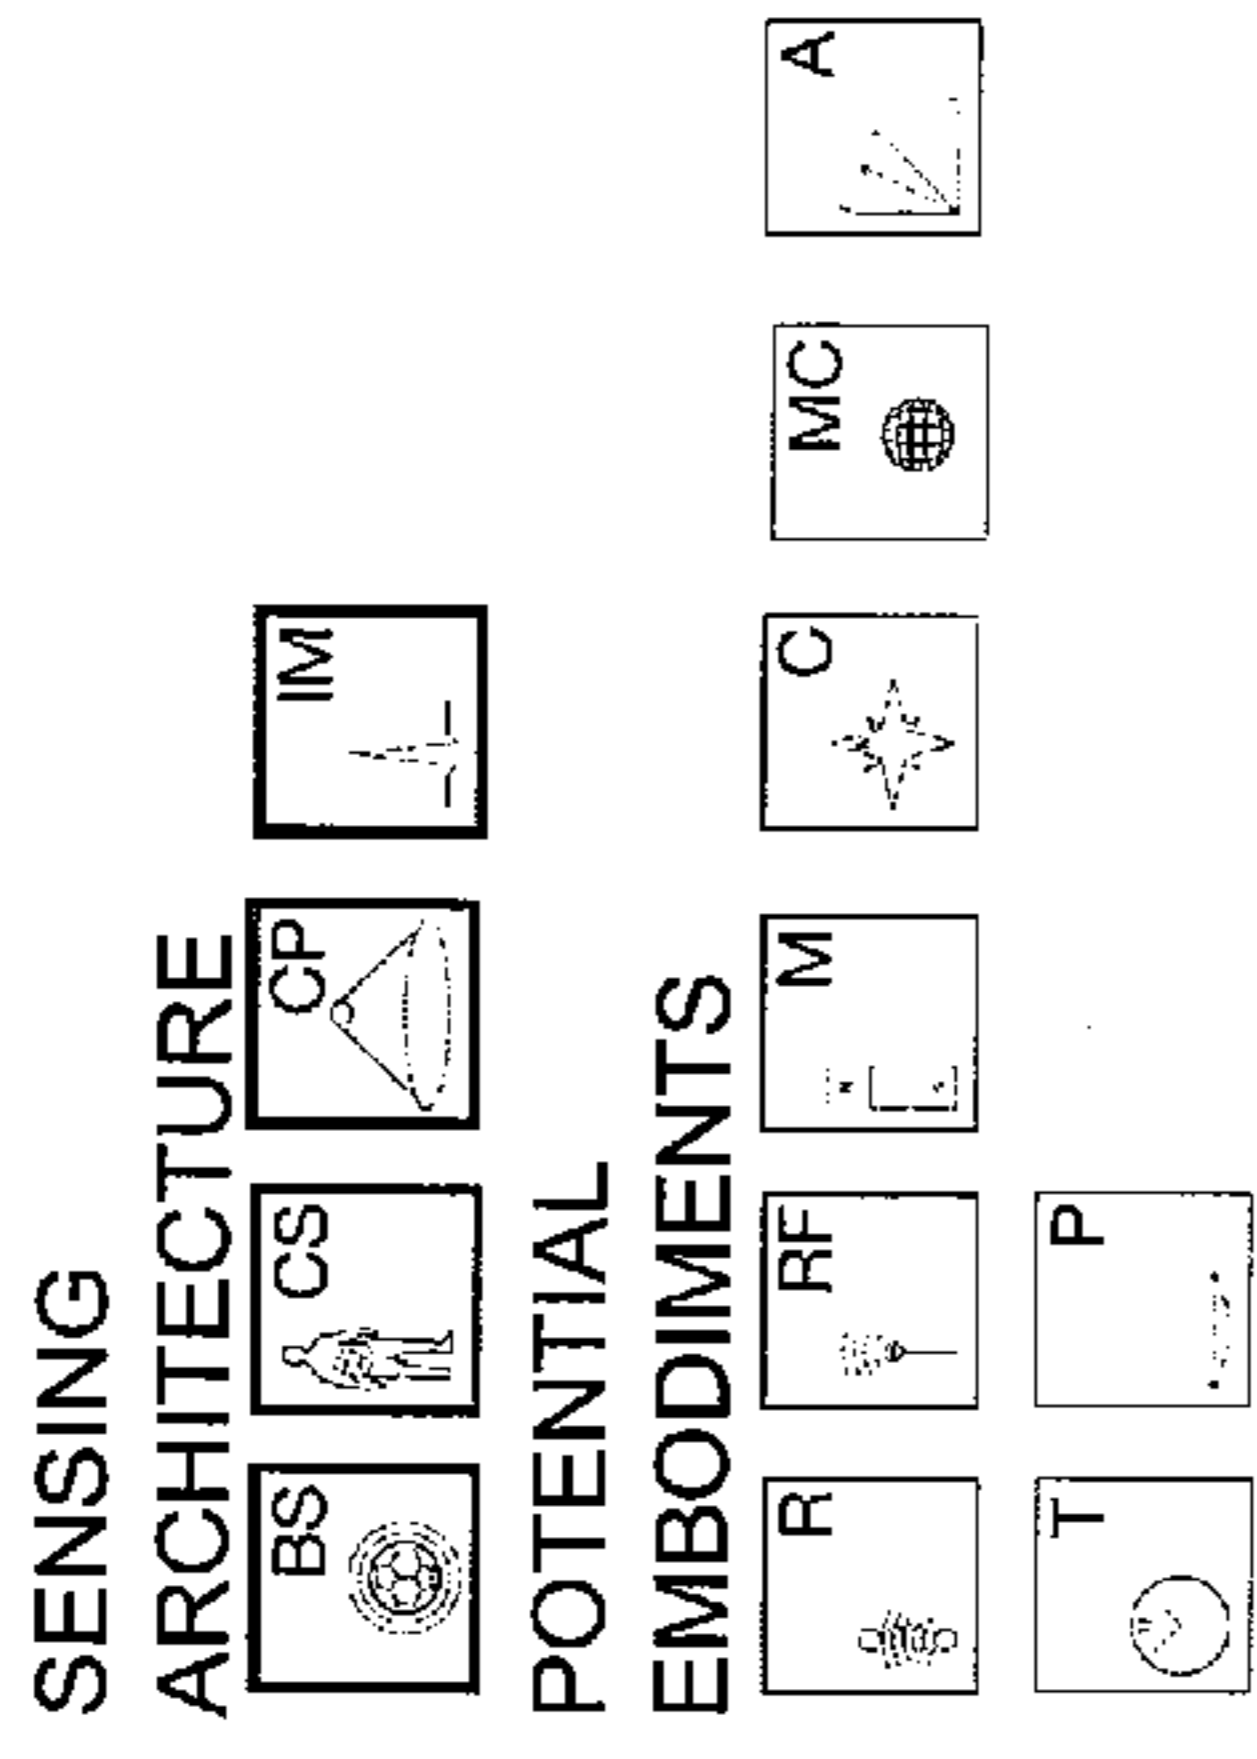 SENSING
ARCHITECTURE
BS CS CP IM
POTENTIAL
EMBODIMENTS
R RF M C MC A
T P